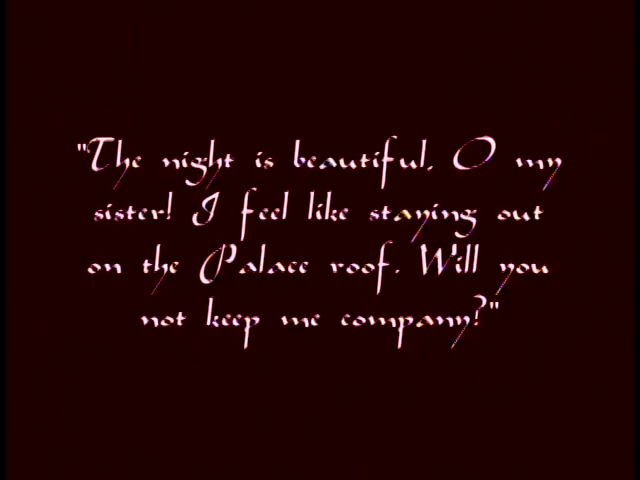 "The night is beautiful, O my
sister! I feel like staying out
on the Palace roof. Will you
not keep me company?"